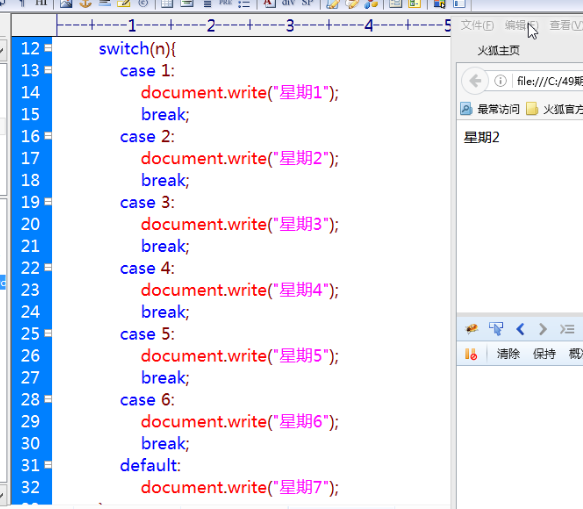 ¶ HI div SP
----+----1----+----2----+----3----+----4----+----5
12 switch(n){
13 case 1:
14 document.write("星期1");
15 break;
16 case 2:
17 document.write("星期2");
18 break;
19 case 3:
20 document.write("星期3");
21 break;
22 case 4:
23 document.write("星期4");
24 break;
25 case 5:
26 document.write("星期5");
27 break;
28 case 6:
29 document.write("星期6");
30 break;
31 default:
32 document.write("星期7");
文件(F) 编辑(E) 查看(V)
火狐主页
file:///C:/49期
最常访问 火狐官方
星期2
清除 保持 概况